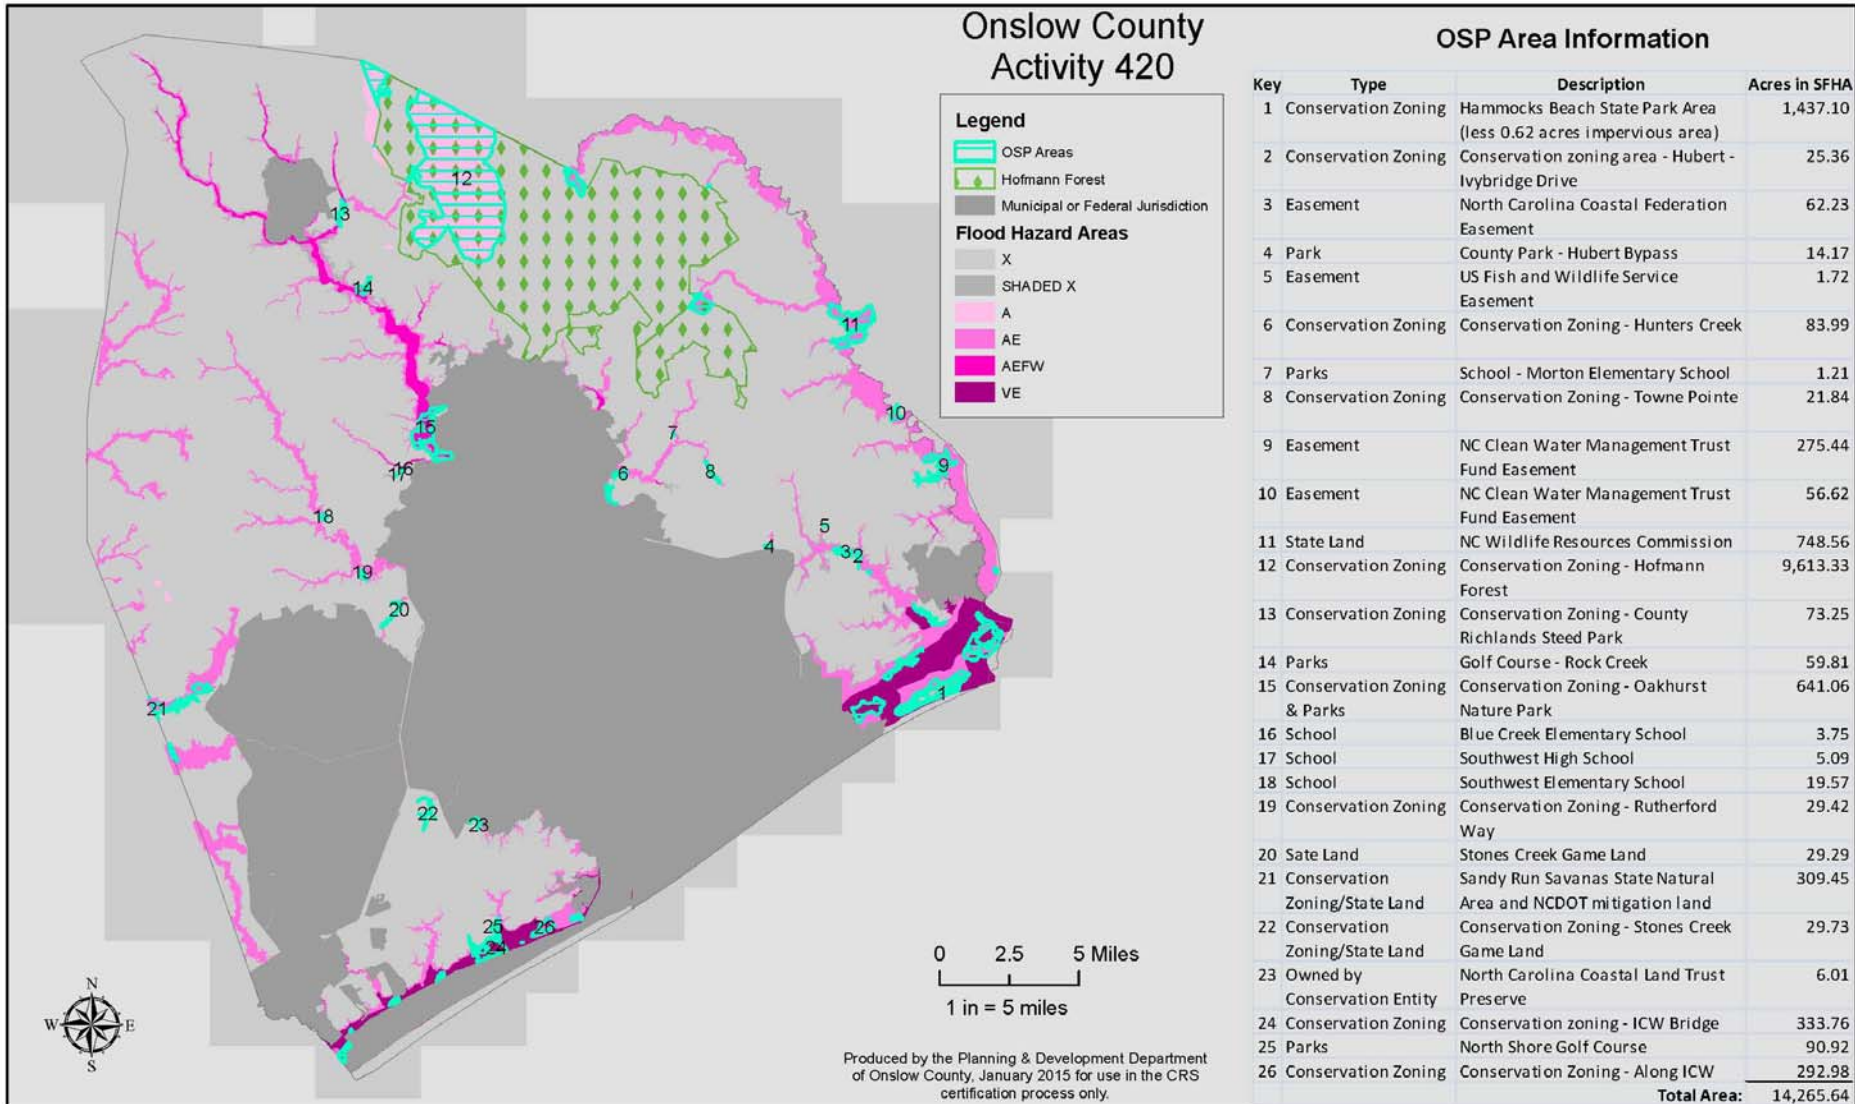 Onslow County
Activity 420
Legend
OSP Areas
Hofmann Forest
Municipal or Federal Jurisdiction
Flood Hazard Areas
X
SHADED X
A
AE
AEFW
VE
12
13
14
11
15
10
7
16
17
6
8
9
18
5
4
3
2
19
20
21
1
22
23
25
26
24
0 2.5 5 Miles
1 in = 5 miles
N
W E
S
Produced by the Planning & Development Department
of Onslow County, January 2015 for use in the CRS
certification process only.
OSP Area Information
Key Type Description Acres in SFHA
1 Conservation Zoning Hammocks Beach State Park Area 1,437.10
(less 0.62 acres impervious area)
2 Conservation Zoning Conservation zoning area - Hubert - 25.36
Ivybridge Drive
3 Easement North Carolina Coastal Federation 62.23
Easement
4 Park County Park - Hubert Bypass 14.17
5 Easement US Fish and Wildlife Service 1.72
Easement
6 Conservation Zoning Conservation Zoning - Hunters Creek 83.99
7 Parks School - Morton Elementary School 1.21
8 Conservation Zoning Conservation Zoning - Towne Pointe 21.84
9 Easement NC Clean Water Management Trust 275.44
Fund Easement
10 Easement NC Clean Water Management Trust 56.62
Fund Easement
11 State Land NC Wildlife Resources Commission 748.56
12 Conservation Zoning Conservation Zoning - Hofmann 9,613.33
Forest
13 Conservation Zoning Conservation Zoning - County 73.25
Richlands Steed Park
14 Parks Golf Course - Rock Creek 59.81
15 Conservation Zoning Conservation Zoning - Oakhurst 641.06
& Parks Nature Park
16 School Blue Creek Elementary School 3.75
17 School Southwest High School 5.09
18 School Southwest Elementary School 19.57
19 Conservation Zoning Conservation Zoning - Rutherford 29.42
Way
20 Sate Land Stones Creek Game Land 29.29
21 Conservation Sandy Run Savanas State Natural 309.45
Zoning/State Land Area and NCDOT mitigation land
22 Conservation Conservation Zoning - Stones Creek 29.73
Zoning/State Land Game Land
23 Owned by North Carolina Coastal Land Trust 6.01
Conservation Entity Preserve
24 Conservation Zoning Conservation zoning - ICW Bridge 333.76
25 Parks North Shore Golf Course 90.92
26 Conservation Zoning Conservation Zoning - Along ICW 292.98
Total Area: 14,265.64